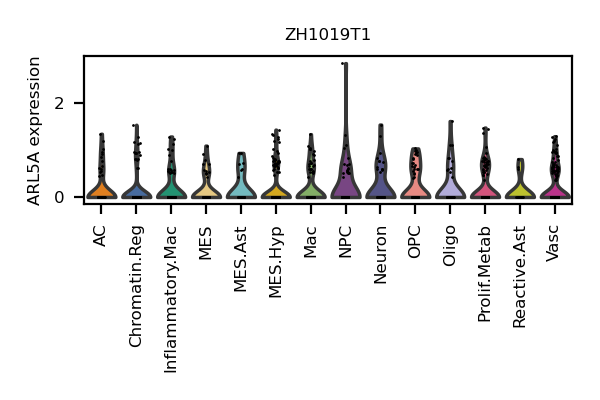 ZH1019T1
ARL5A expression
2
0
AC
Chromatin.Reg
Inflammatory.Mac
MES
MES.Ast
MES.Hyp
Mac
NPC
Neuron
OPC
Oligo
Prolif.Metab
Reactive.Ast
Vasc